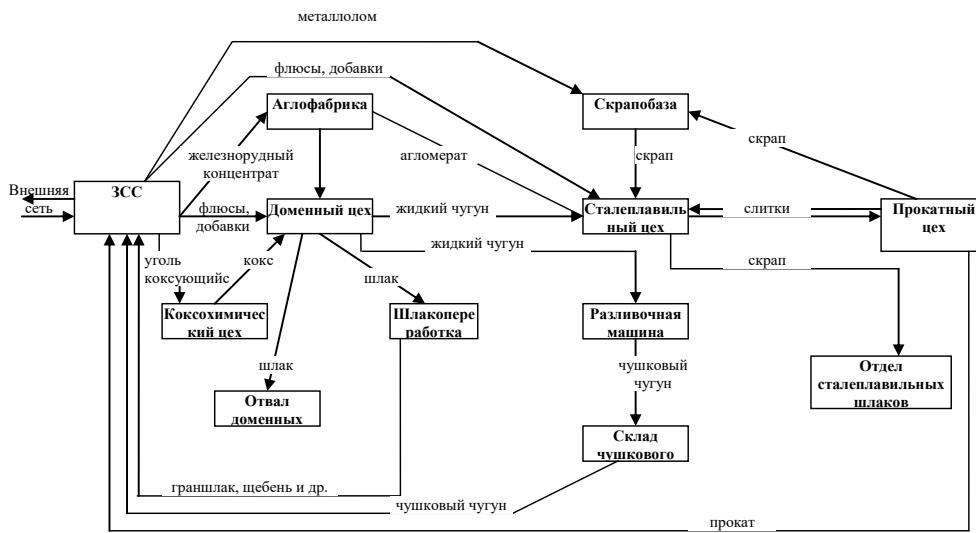 металлолом
флюсы, добавки
Аглофабрика
Скрапобаза
скрап
железнорудный
концентрат
агломерат
скрап
Внешняя
сеть
ЗСС
флюсы,
добавки
Доменный цех
жидкий чугун
Сталеплавиль
ный цех
слитки
Прокатный
цех
уголь
коксующийс
кокс
жидкий чугун
скрап
шлак
Коксохимичес
кий цех
Шлакопере
работка
Разливочная
машина
шлак
чушковый
чугун
Отдел
сталеплавильных
шлаков
Отвал
доменных
Склад
чушкового
граншлак, щебень и др.
чушковый чугун
прокат